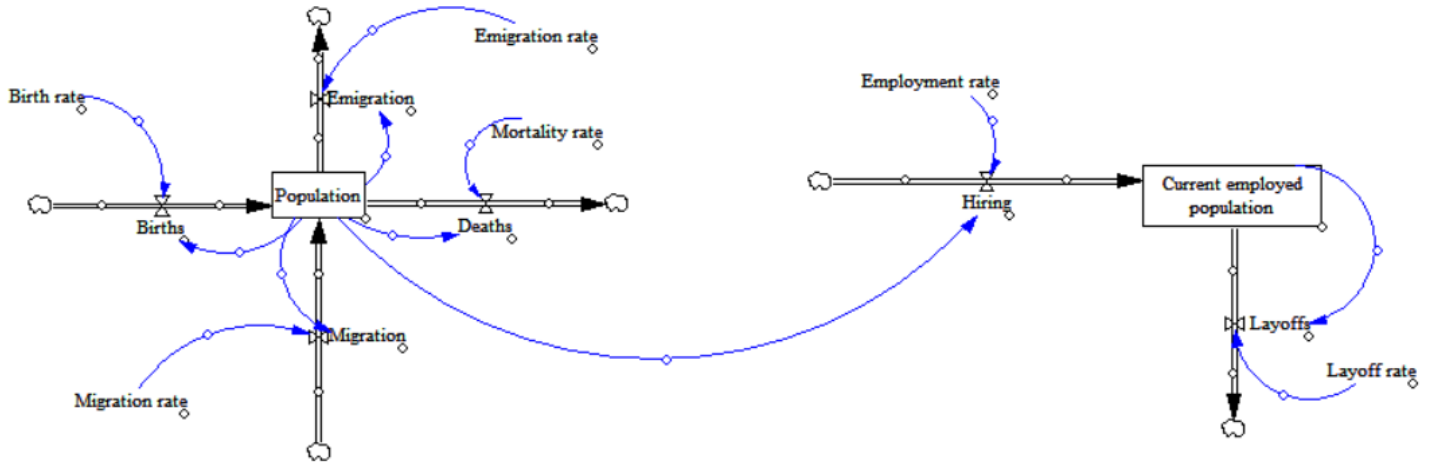 Emigration rate
Birth rate
Emigration
Mortality rate
Population
Births
Deaths
Migration
Migration rate
Employment rate
Hiring
Current employed
population
Layoffs
Layoff rate